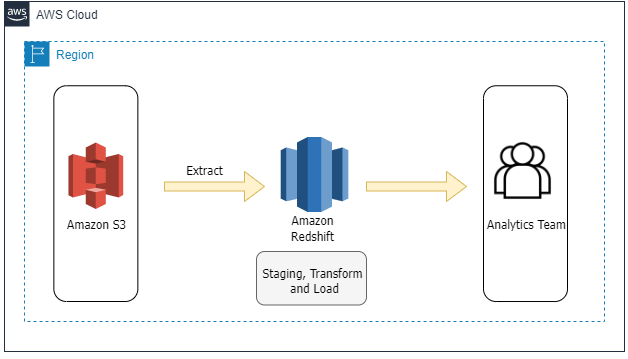 aws
AWS Cloud
Region
Amazon S3
Extract
Amazon
Redshift
Staging, Transform
and Load
Analytics Team